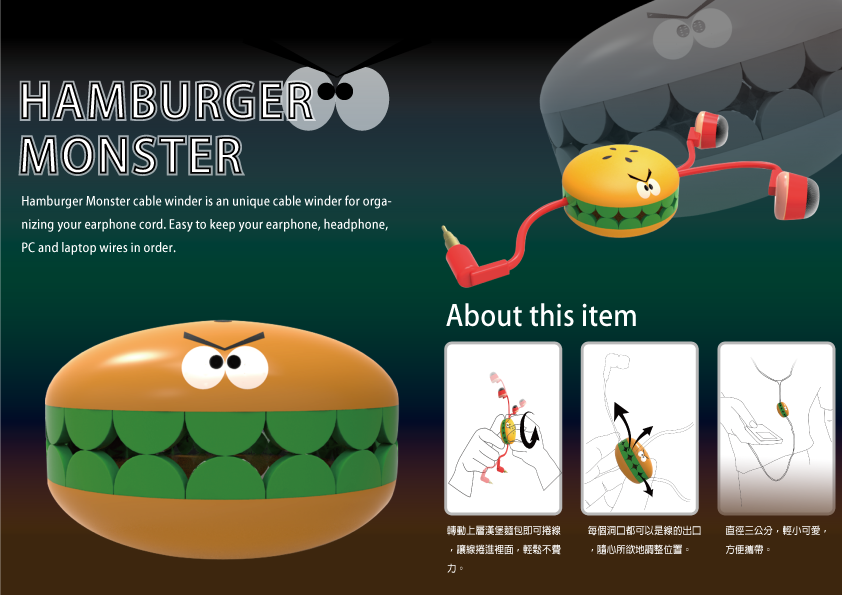 HAMBURGER
MONSTER
Hamburger Monster cable winder is an unique cable winder for orga-
nizing your earphone cord. Easy to keep your earphone, headphone,
PC and laptop wires in order.
About this item
轉動上層漢堡麵包即可捲線
，讓線捲進裡面，輕鬆不費
力。
每個洞口都可以是線的出口
，隨心所欲地調整位置。
直徑三公分，輕小可愛，
方便攜帶。